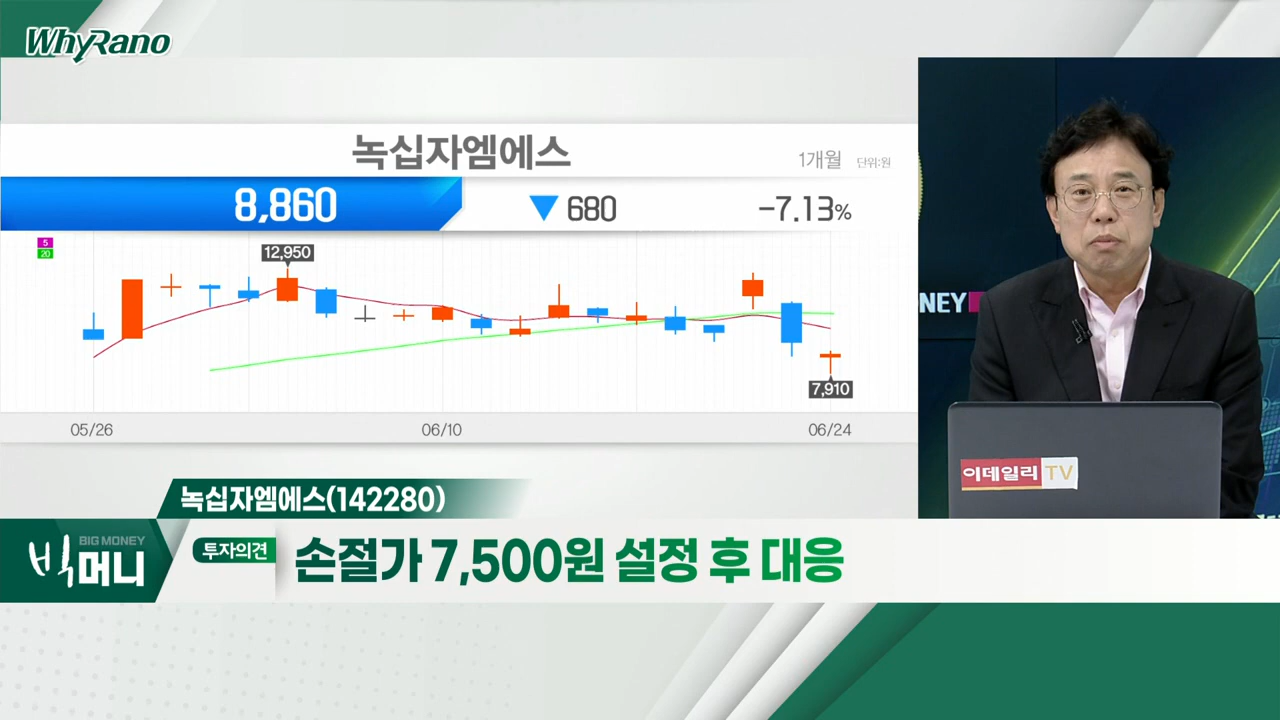 WhyRano
녹십자엠에스
1개월 단위:원
8,860 ▼ 680 -7.13%
5
20
12,950
7,910
05/26 06/10 06/24
NEY
이데일리 TV
녹십자엠에스(142280)
BIG MONEY
빅머니
투자의견
손절가 7,500원 설정 후 대응